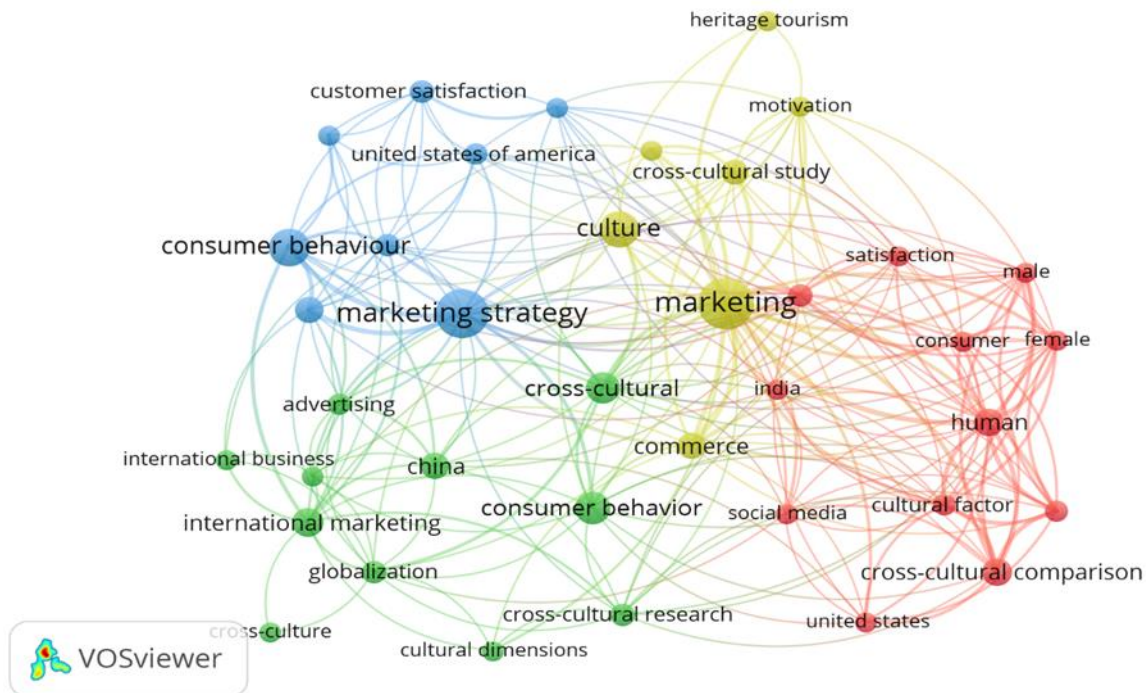 heritage tourism
customer satisfaction
motivation
united states of america
cross-cultural study
culture
consumer behaviour
satisfaction
male
marketing strategy
marketing
consumer
female
cross-cultural
india
advertising
human
commerce
international business
china
consumer behavior
social media
cultural factor
international marketing
globalization
cross-cultural comparison
cross-cultural research
united states
cross-culture
cultural dimensions
VOSviewer